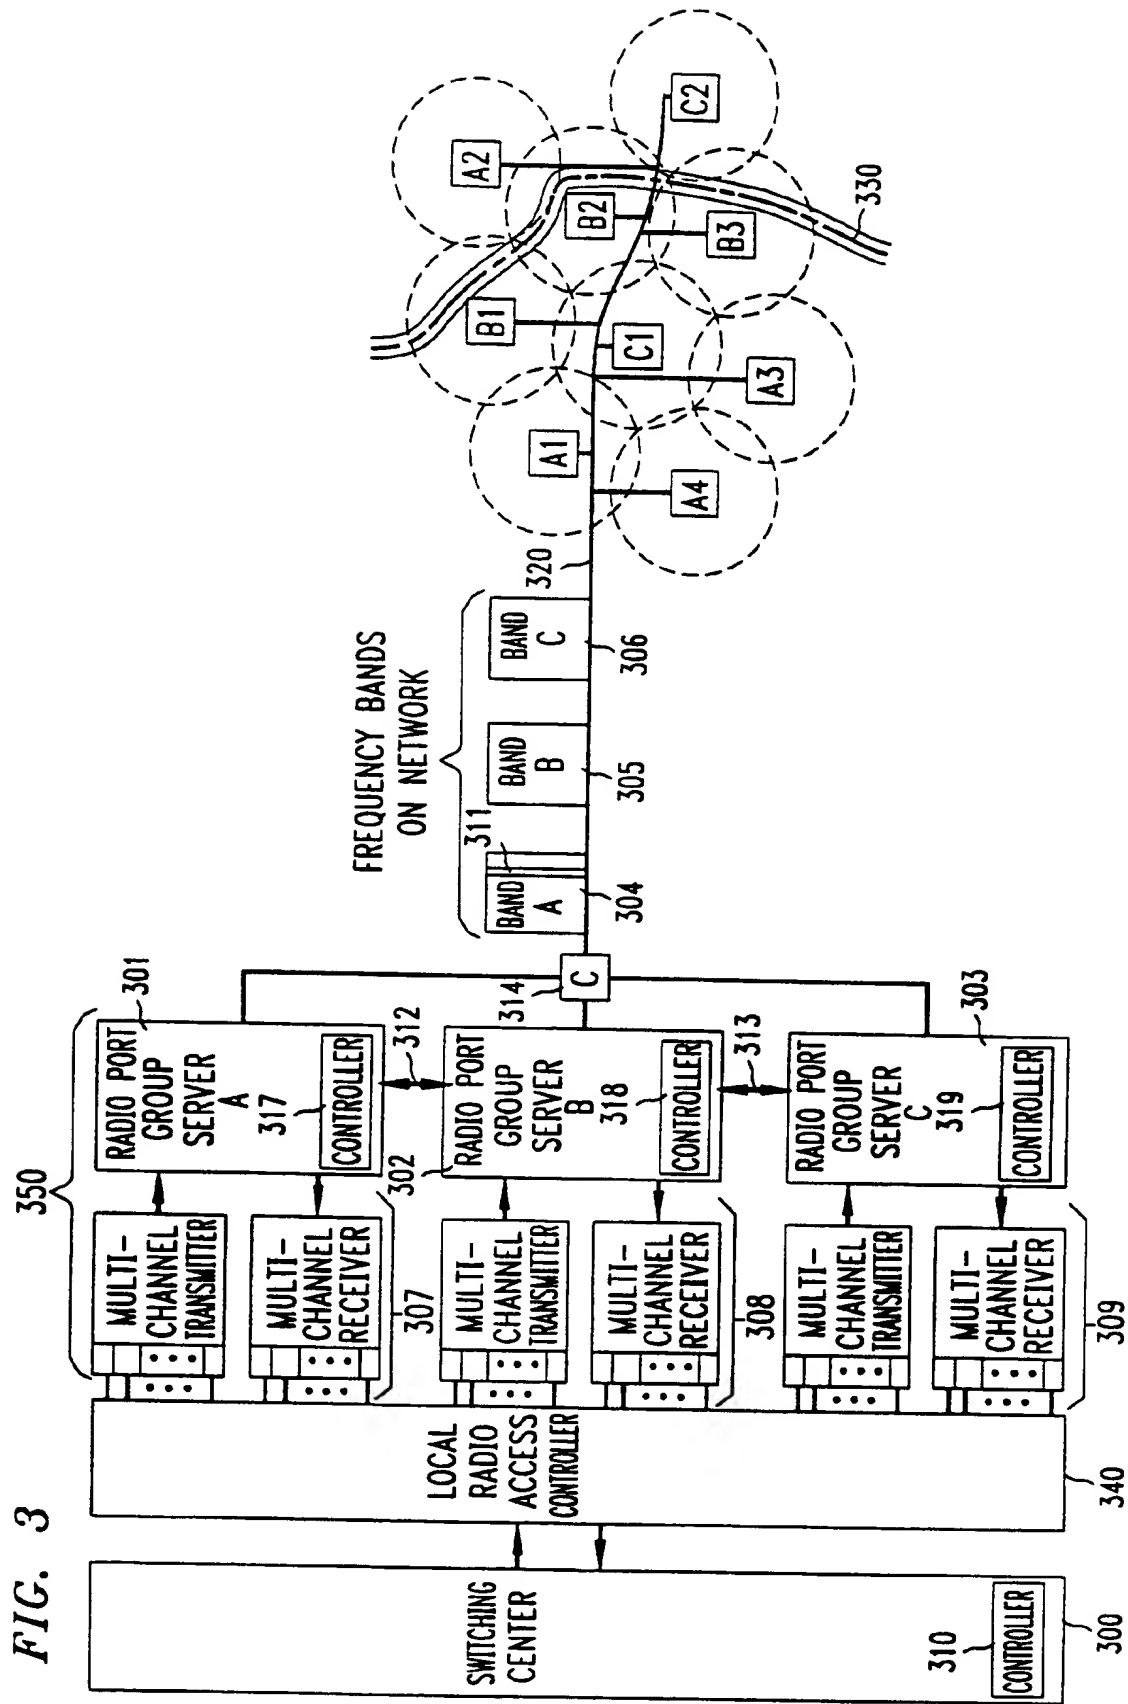 FIG. 3
SWITCHING
CENTER
310
CONTROLLER
300
LOCAL
RADIO
ACCESS
CONTROLLER
340
350
MULTI-
CHANNEL
TRANSMITTER
MULTI-
CHANNEL
RECEIVER
307
MULTI-
CHANNEL
TRANSMITTER
MULTI-
CHANNEL
RECEIVER
308
MULTI-
CHANNEL
TRANSMITTER
MULTI-
CHANNEL
RECEIVER
309
301
RADIO PORT
GROUP
SERVER
A
317
CONTROLLER
312
302
RADIO PORT
GROUP
SERVER
B
318
CONTROLLER
313
303
RADIO PORT
GROUP
SERVER
C
319
CONTROLLER
314
C
FREQUENCY BANDS
ON NETWORK
311
BAND
A
304
BAND
B
305
BAND
C
306
320
A1
A4
B1
C1
A3
A2
B2
B3
C2
330